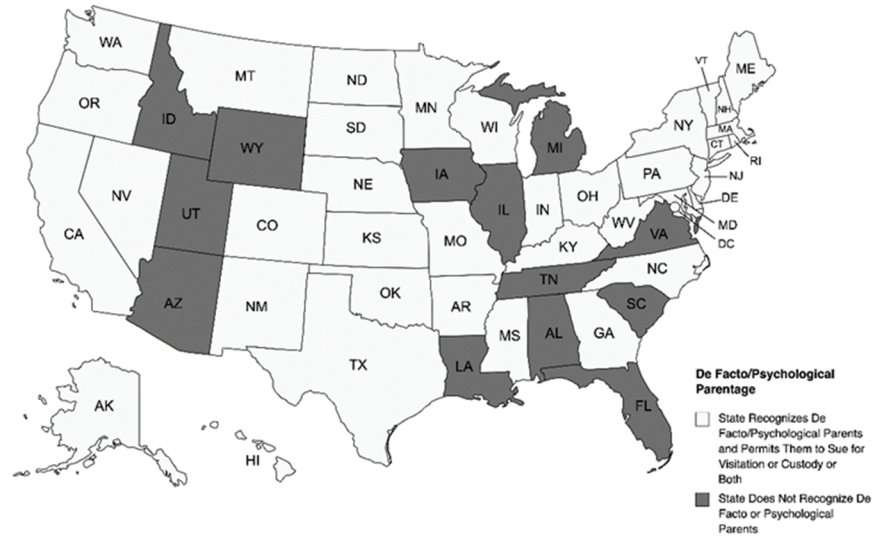 WA
OR
CA
NV
ID
MT
WY
UT
AZ
CO
NM
ND
SD
NE
KS
OK
TX
MN
IA
MO
AR
LA
WI
IL
MI
IN
OH
KY
TN
MS
AL
GA
FL
SC
NC
VA
WV
PA
NY
VT
NH
ME
MA
CT
RI
NJ
DE
MD
DC
AK
HI
De Facto/Psychological
Parentage
State Recognizes De
Facto/Psychological Parents
and Permits Them to Sue for
Visitation or Custody or
Both
State Does Not Recognize De
Facto or Psychological
Parents